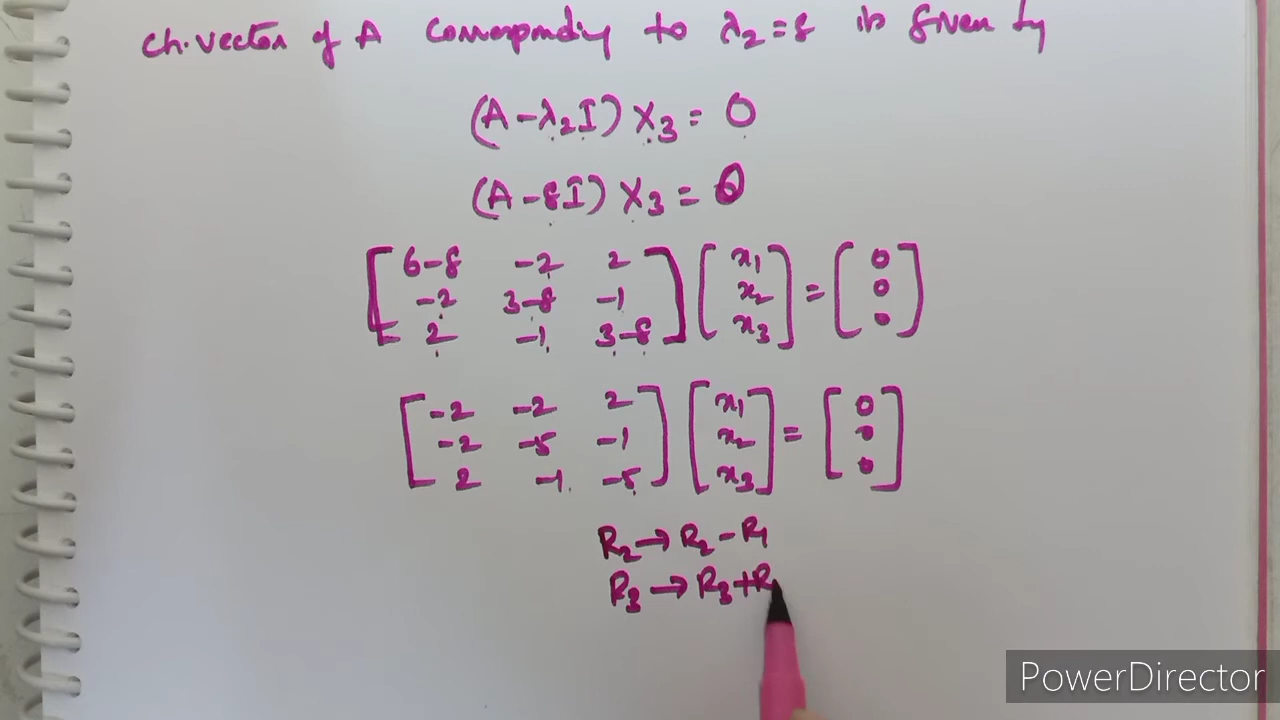 ch. vector of A corresponding to λ₂ = 8 is given by
(A - λ₂I) X₃ = 0
(A - 8I) X₃ = 0
[ 6-8 -2 2 ] [ x₁ ] = [ 0 ]
[ -2 3-8 -1 ] [ x₂ ] [ 0 ]
[ 2 -1 3-8 ] [ x₃ ] [ 0 ]
[ -2 -2 2 ] [ x₁ ] = [ 0 ]
[ -2 -5 -1 ] [ x₂ ] [ 0 ]
[ 2 -1 -5 ] [ x₃ ] [ 0 ]
R₂ → R₂ - R₁
R₃ → R₃ + R
PowerDirector